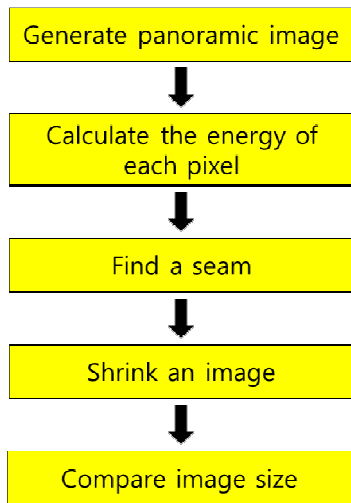 Generate panoramic image
Calculate the energy of
each pixel
Find a seam
Shrink an image
Compare image size